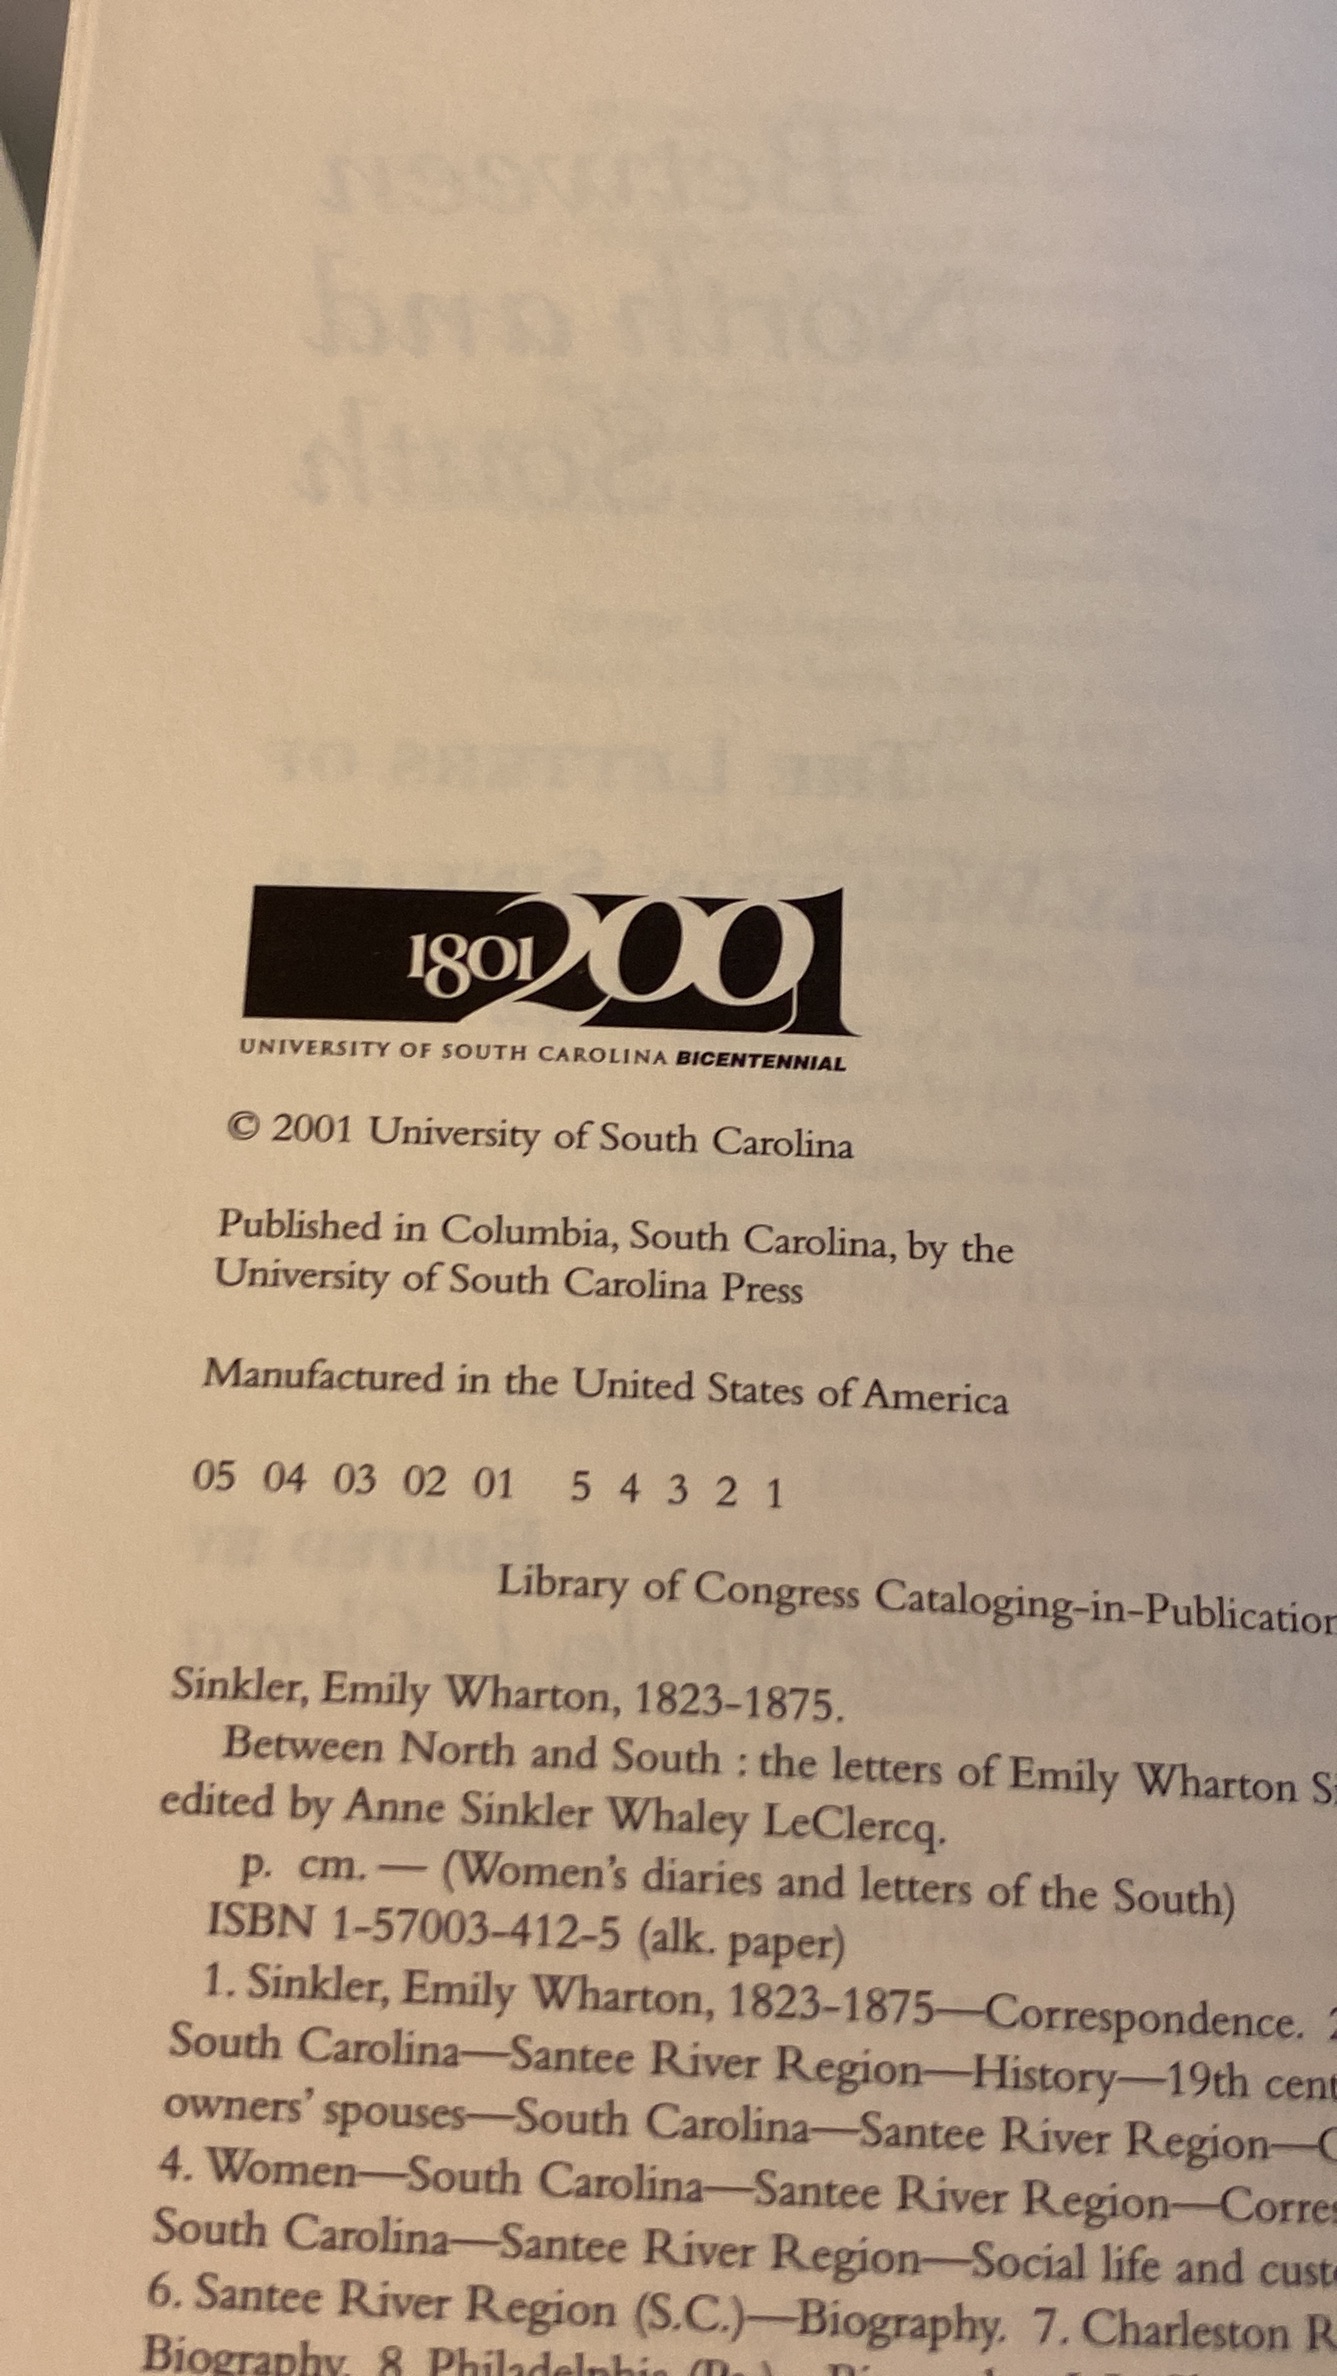 1801 2001
UNIVERSITY OF SOUTH CAROLINA BICENTENNIAL
© 2001 University of South Carolina
Published in Columbia, South Carolina, by the
University of South Carolina Press
Manufactured in the United States of America
05 04 03 02 01 5 4 3 2 1
Library of Congress Cataloging-in-Publication
Sinkler, Emily Wharton, 1823–1875.
Between North and South : the letters of Emily Wharton
edited by Anne Sinkler Whaley LeClercq.
p. cm. — (Women's diaries and letters of the South)
ISBN 1-57003-412-5 (alk. paper)
1. Sinkler, Emily Wharton, 1823–1875—Correspondence.
South Carolina—Santee River Region—History—19th
owners' spouses—South Carolina—Santee River Region—
4. Women—South Carolina—Santee River Region—
South Carolina—Santee River Region—Social life and
6. Santee River Region (S.C.)—Biography. 7. Charleston
Biography. 8 Philadelphia